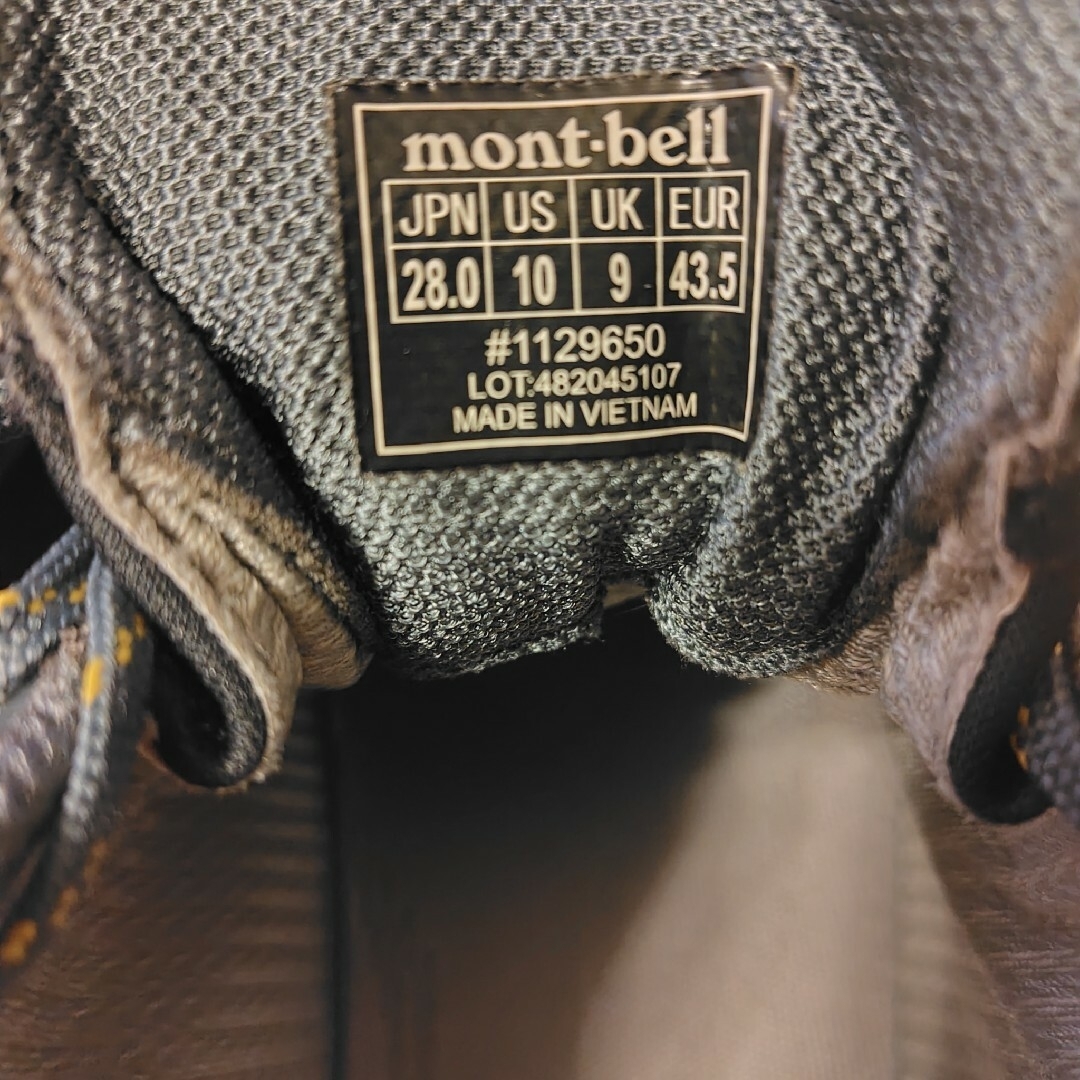 mont-bell
JPN US UK EUR
28.0 10 9 43.5
#1129650
LOT:482045107
MADE IN VIETNAM